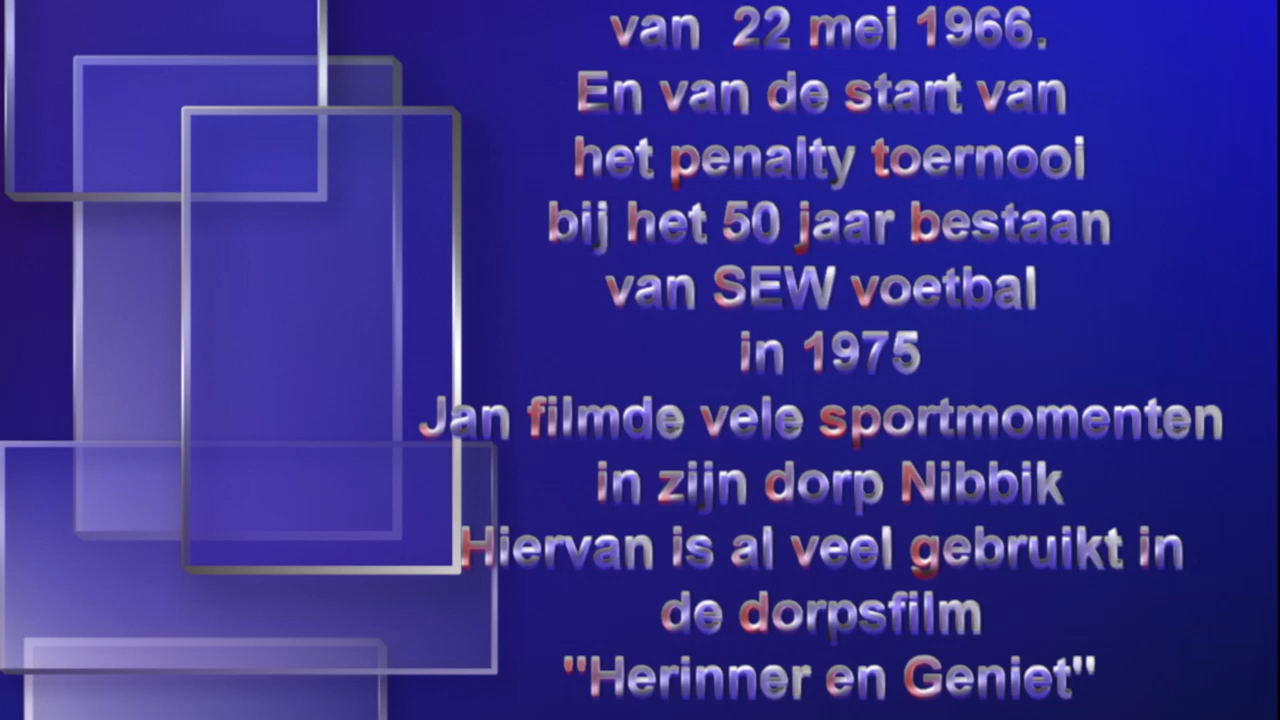 van 22 mei 1966.
En van de start van
het penalty toernooi
bij het 50 jaar bestaan
van SEW voetbal
in 1975
Jan filmde vele sportmomenten
in zijn dorp Nibbik
Hiervan is al veel gebruikt in
de dorpsfilm
"Herinner en Geniet"